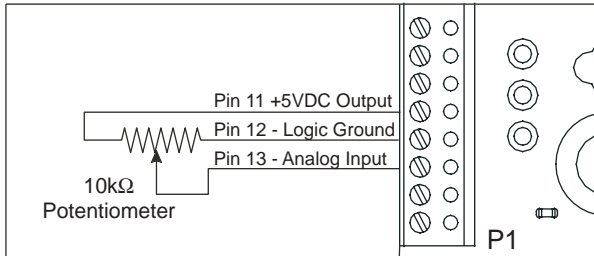 Pin 11 +5VDC Output
Pin 12 - Logic Ground
Pin 13 - Analog Input
10kΩ
Potentiometer
P1